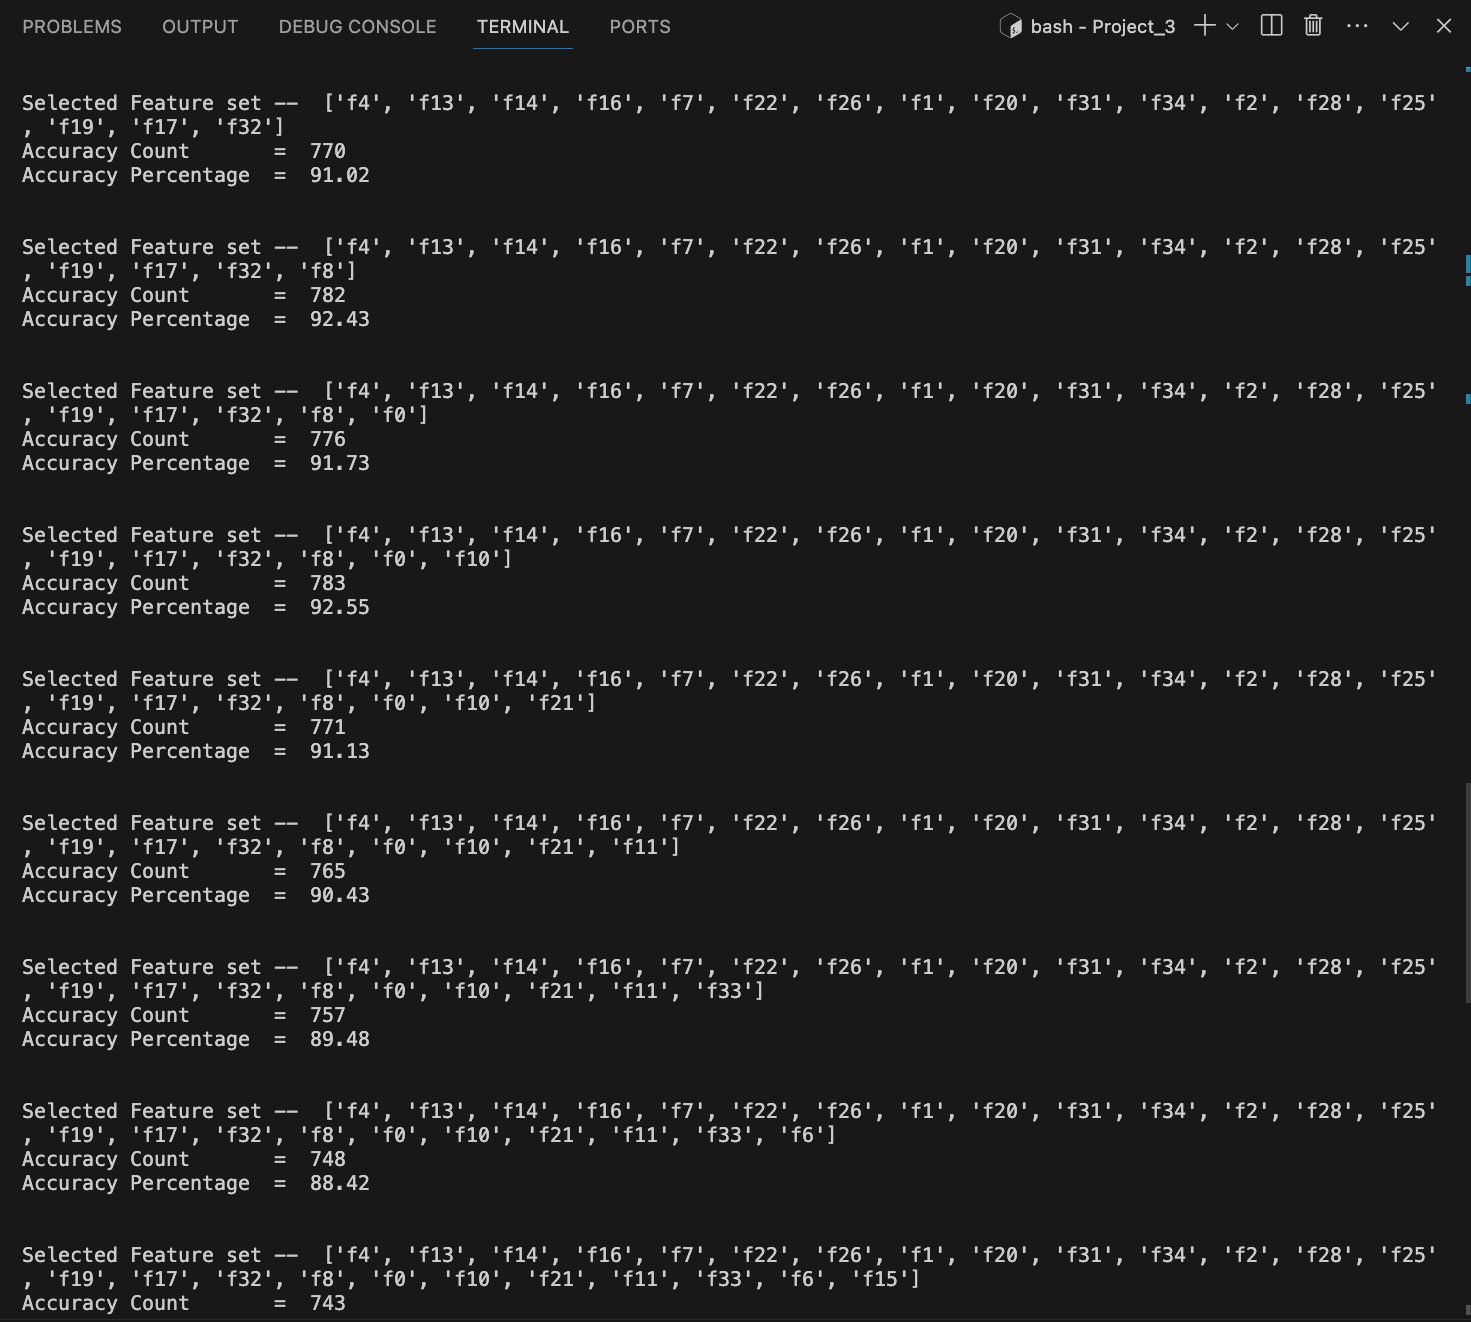 PROBLEMS OUTPUT DEBUG CONSOLE TERMINAL PORTS bash - Project_3
Selected Feature set --  ['f4', 'f13', 'f14', 'f16', 'f7', 'f22', 'f26', 'f1', 'f20', 'f31', 'f34', 'f2', 'f28', 'f25'
, 'f19', 'f17', 'f32']
Accuracy Count       =  770
Accuracy Percentage  =  91.02
Selected Feature set --  ['f4', 'f13', 'f14', 'f16', 'f7', 'f22', 'f26', 'f1', 'f20', 'f31', 'f34', 'f2', 'f28', 'f25'
, 'f19', 'f17', 'f32', 'f8']
Accuracy Count       =  782
Accuracy Percentage  =  92.43
Selected Feature set --  ['f4', 'f13', 'f14', 'f16', 'f7', 'f22', 'f26', 'f1', 'f20', 'f31', 'f34', 'f2', 'f28', 'f25'
, 'f19', 'f17', 'f32', 'f8', 'f0']
Accuracy Count       =  776
Accuracy Percentage  =  91.73
Selected Feature set --  ['f4', 'f13', 'f14', 'f16', 'f7', 'f22', 'f26', 'f1', 'f20', 'f31', 'f34', 'f2', 'f28', 'f25'
, 'f19', 'f17', 'f32', 'f8', 'f0', 'f10']
Accuracy Count       =  783
Accuracy Percentage  =  92.55
Selected Feature set --  ['f4', 'f13', 'f14', 'f16', 'f7', 'f22', 'f26', 'f1', 'f20', 'f31', 'f34', 'f2', 'f28', 'f25'
, 'f19', 'f17', 'f32', 'f8', 'f0', 'f10', 'f21']
Accuracy Count       =  771
Accuracy Percentage  =  91.13
Selected Feature set --  ['f4', 'f13', 'f14', 'f16', 'f7', 'f22', 'f26', 'f1', 'f20', 'f31', 'f34', 'f2', 'f28', 'f25'
, 'f19', 'f17', 'f32', 'f8', 'f0', 'f10', 'f21', 'f11']
Accuracy Count       =  765
Accuracy Percentage  =  90.43
Selected Feature set --  ['f4', 'f13', 'f14', 'f16', 'f7', 'f22', 'f26', 'f1', 'f20', 'f31', 'f34', 'f2', 'f28', 'f25'
, 'f19', 'f17', 'f32', 'f8', 'f0', 'f10', 'f21', 'f11', 'f33']
Accuracy Count       =  757
Accuracy Percentage  =  89.48
Selected Feature set --  ['f4', 'f13', 'f14', 'f16', 'f7', 'f22', 'f26', 'f1', 'f20', 'f31', 'f34', 'f2', 'f28', 'f25'
, 'f19', 'f17', 'f32', 'f8', 'f0', 'f10', 'f21', 'f11', 'f33', 'f6']
Accuracy Count       =  748
Accuracy Percentage  =  88.42
Selected Feature set --  ['f4', 'f13', 'f14', 'f16', 'f7', 'f22', 'f26', 'f1', 'f20', 'f31', 'f34', 'f2', 'f28', 'f25'
, 'f19', 'f17', 'f32', 'f8', 'f0', 'f10', 'f21', 'f11', 'f33', 'f6', 'f15']
Accuracy Count       =  743